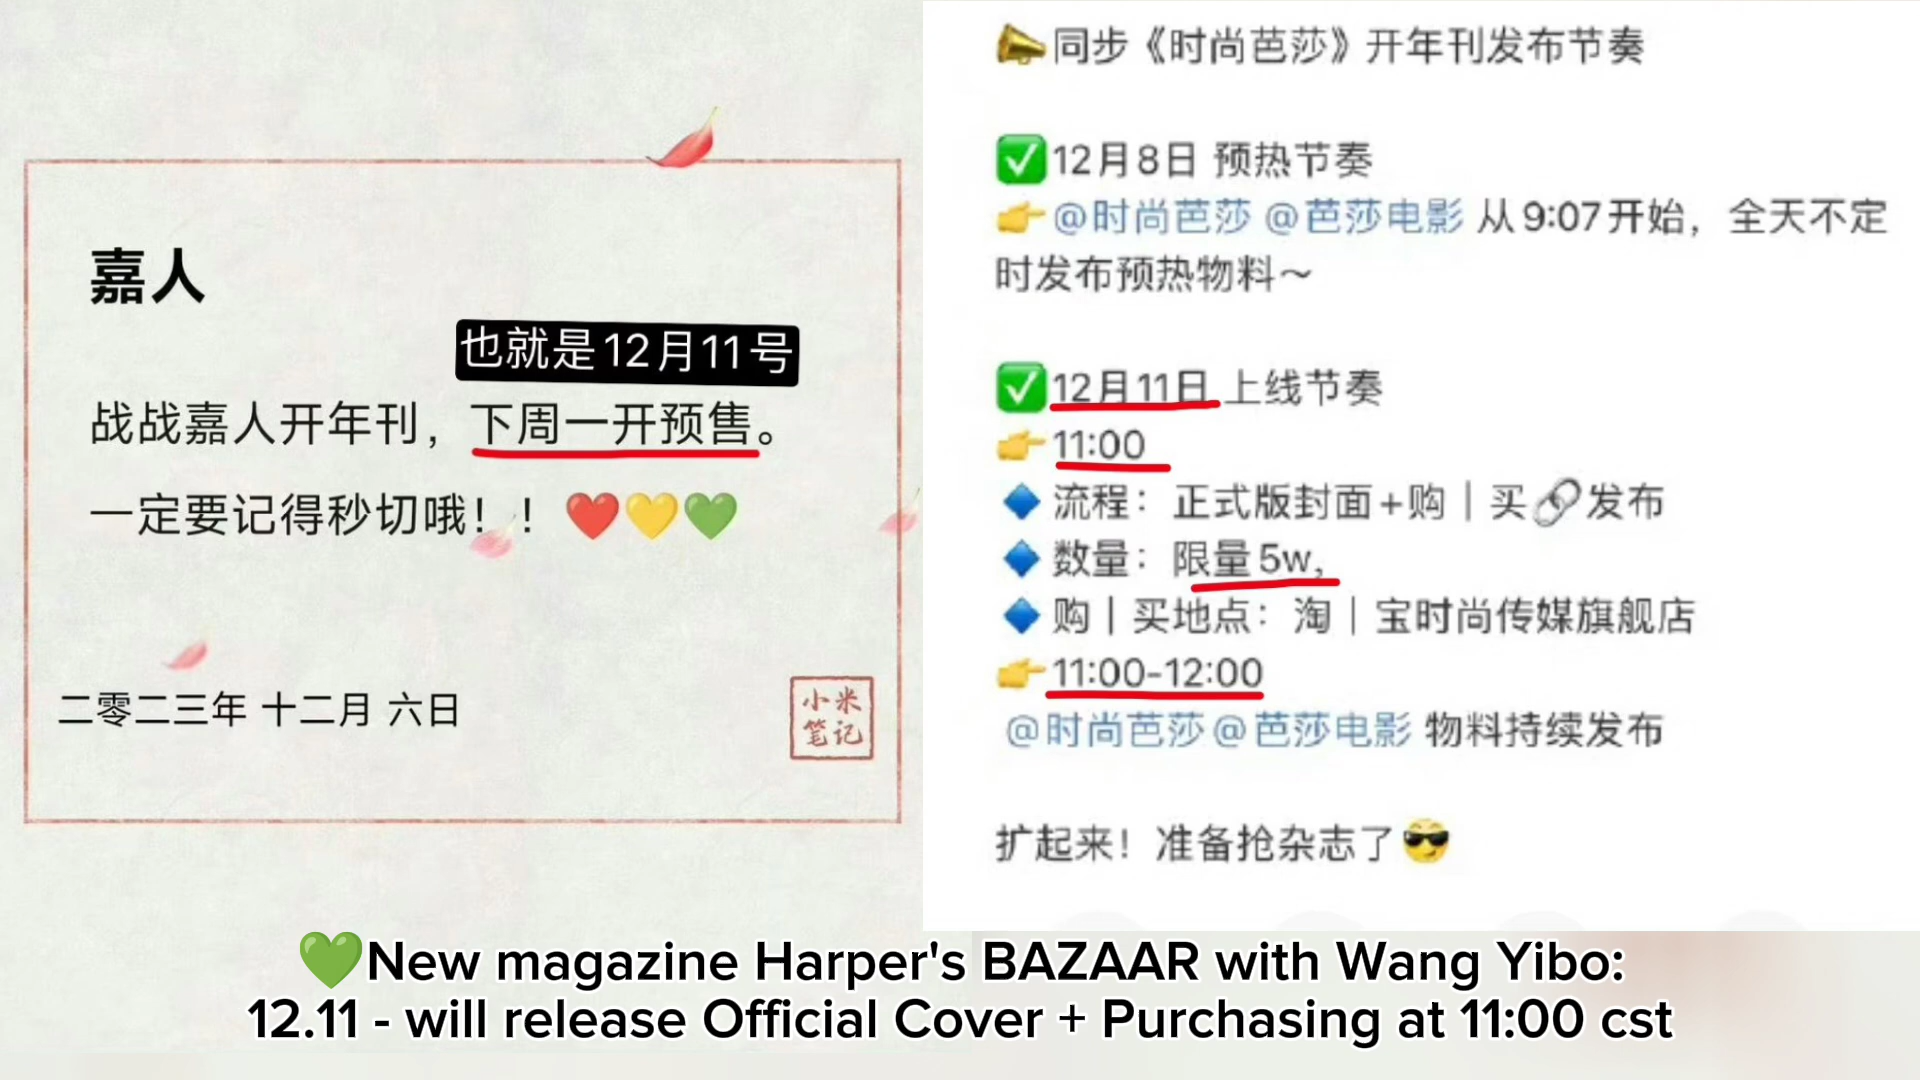 嘉人
也就是12月11号
战战嘉人开年刊，下周一开预售。
一定要记得秒切哦！！❤️💛💚
二零二三年 十二月 六日
小米
笔记
📣同步《时尚芭莎》开年刊发布节奏
✅12月8日 预热节奏
👉@时尚芭莎 @芭莎电影 从9:07开始，全天不定
时发布预热物料～
✅12月11日 上线节奏
👉11:00
🔹流程：正式版封面+购｜买🔗发布
🔹数量：限量5w,
🔹购｜买地点：淘｜宝时尚传媒旗舰店
👉11:00-12:00
@时尚芭莎@芭莎电影 物料持续发布
扩起来！准备抢杂志了😎
💚New magazine Harper's BAZAAR with Wang Yibo:
12.11 - will release Official Cover + Purchasing at 11:00 cst